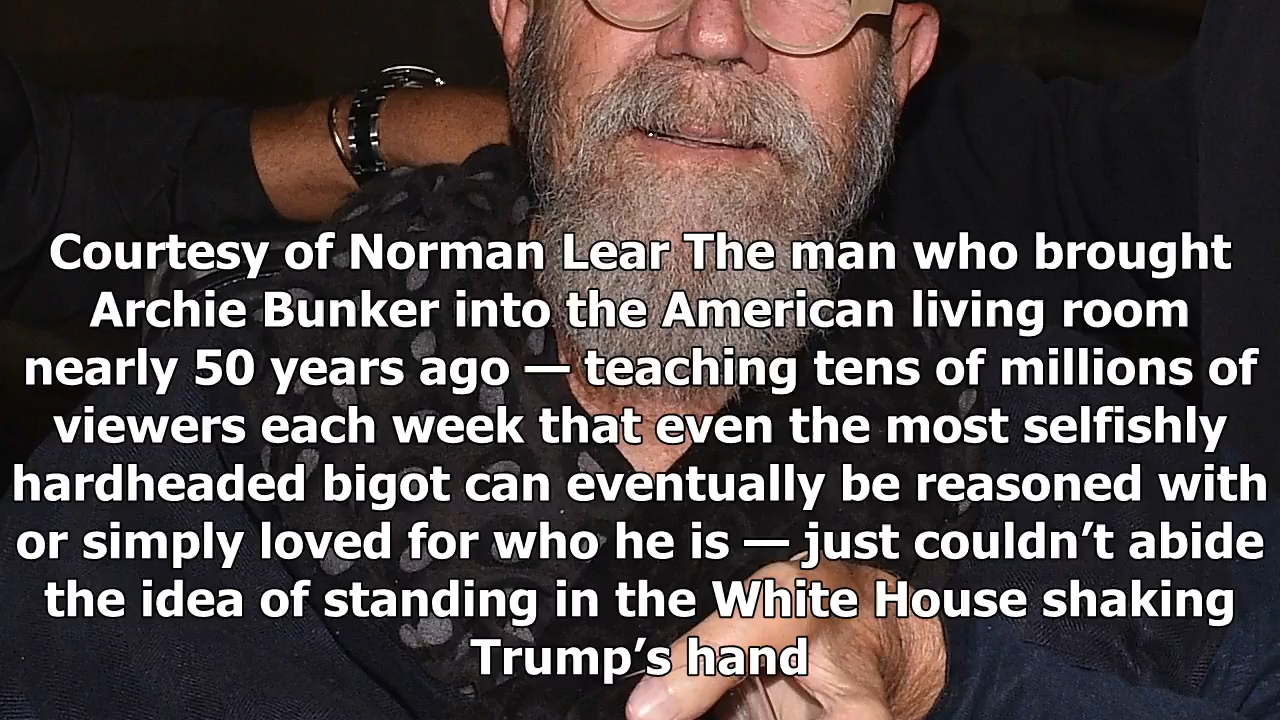 Courtesy of Norman Lear The man who brought
Archie Bunker into the American living room
nearly 50 years ago — teaching tens of millions of
viewers each week that even the most selfishly
hardheaded bigot can eventually be reasoned with
or simply loved for who he is — just couldn’t abide
the idea of standing in the White House shaking
Trump’s hand